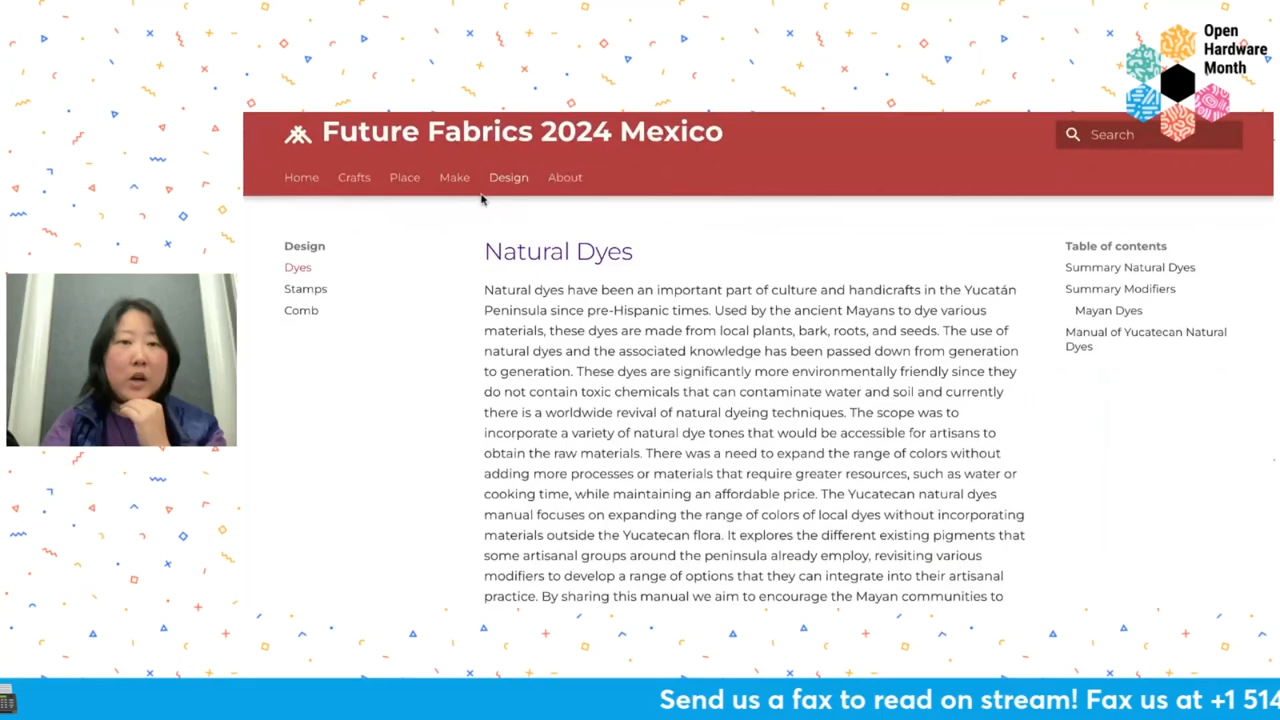 Open
Hardware
Month
Future Fabrics 2024 Mexico
Search
Home Crafts Place Make Design About
Design
Dyes
Stamps
Comb
Natural Dyes
Natural dyes have been an important part of culture and handicrafts in the Yucatán
Peninsula since pre-Hispanic times. Used by the ancient Mayans to dye various
materials, these dyes are made from local plants, bark, roots, and seeds. The use of
natural dyes and the associated knowledge has been passed down from generation
to generation. These dyes are significantly more environmentally friendly since they
do not contain toxic chemicals that can contaminate water and soil and currently
there is a worldwide revival of natural dyeing techniques. The scope was to
incorporate a variety of natural dye tones that would be accessible for artisans to
obtain the raw materials. There was a need to expand the range of colors without
adding more processes or materials that require greater resources, such as water or
cooking time, while maintaining an affordable price. The Yucatecan natural dyes
manual focuses on expanding the range of colors of local dyes without incorporating
materials outside the Yucatecan flora. It explores the different existing pigments that
some artisanal groups around the peninsula already employ, revisiting various
modifiers to develop a range of options that they can integrate into their artisanal
practice. By sharing this manual we aim to encourage the Mayan communities to
Table of contents
Summary Natural Dyes
Summary Modifiers
Mayan Dyes
Manual of Yucatecan Natural
Dyes
Send us a fax to read on stream! Fax us at +1 514